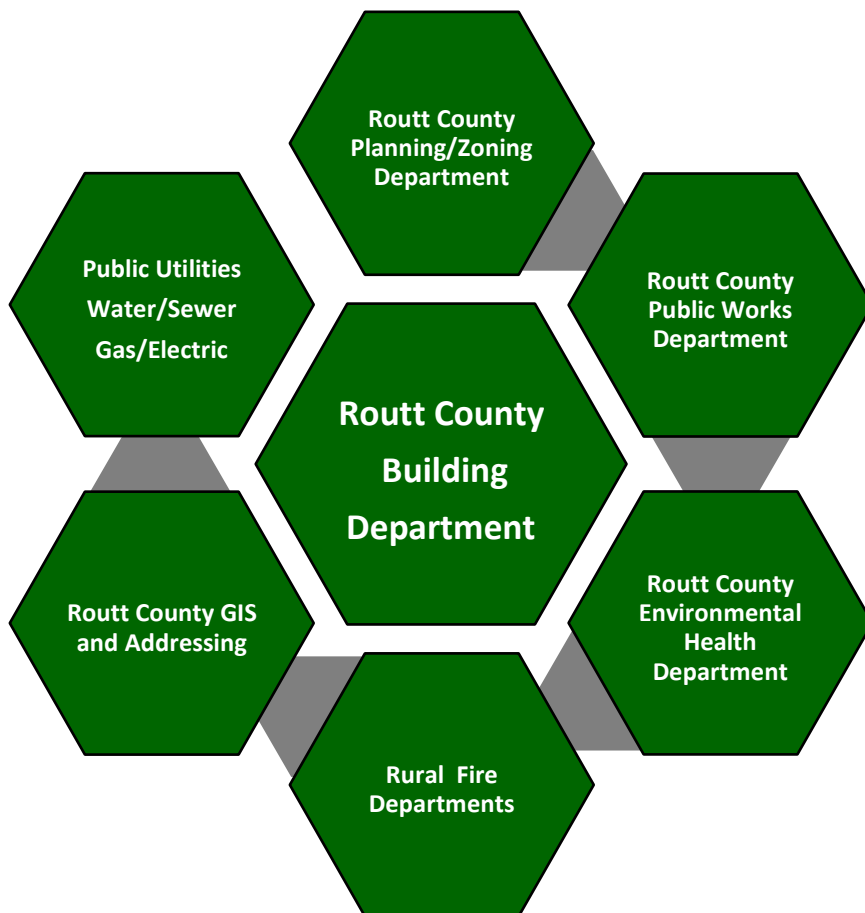 Routt County
Planning/Zoning
Department
Public Utilities
Water/Sewer
Gas/Electric
Routt County
Public Works
Department
Routt County
Building
Department
Routt County GIS
and Addressing
Routt County
Environmental
Health
Department
Rural Fire
Departments